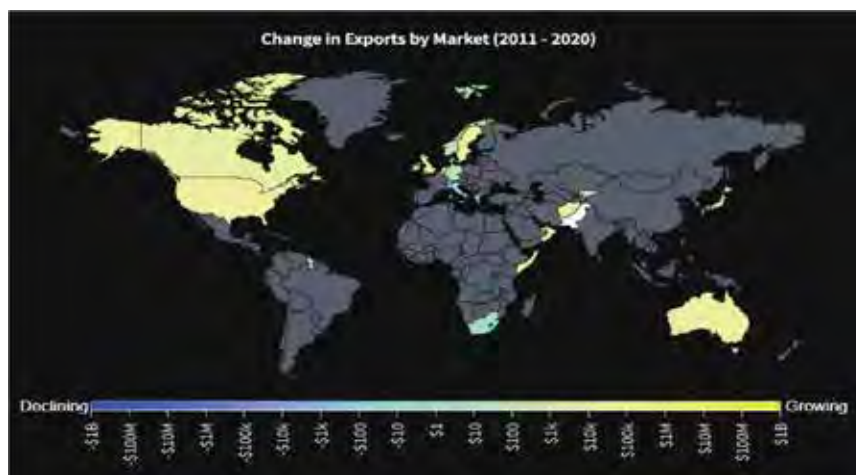 Change in Exports by Market (2011 - 2020)
Declining
Growing
-$1B
-$100M
-$10M
-$1M
-$100k
-$10k
-$1k
-$100
-$10
$1
$10
$100
$1k
$10k
$100k
$1M
$10M
$100M
$1B